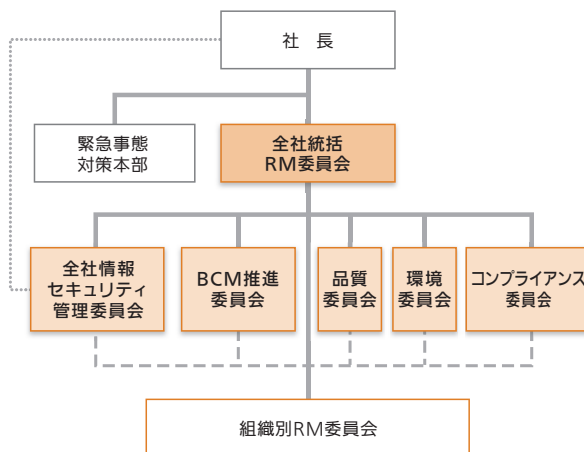 社 長
緊急事態
対策本部
全社統括
RM委員会
全社情報
セキュリティ
管理委員会
BCM推進
委員会
品質
委員会
環境
委員会
コンプライアンス
委員会
組織別RM委員会